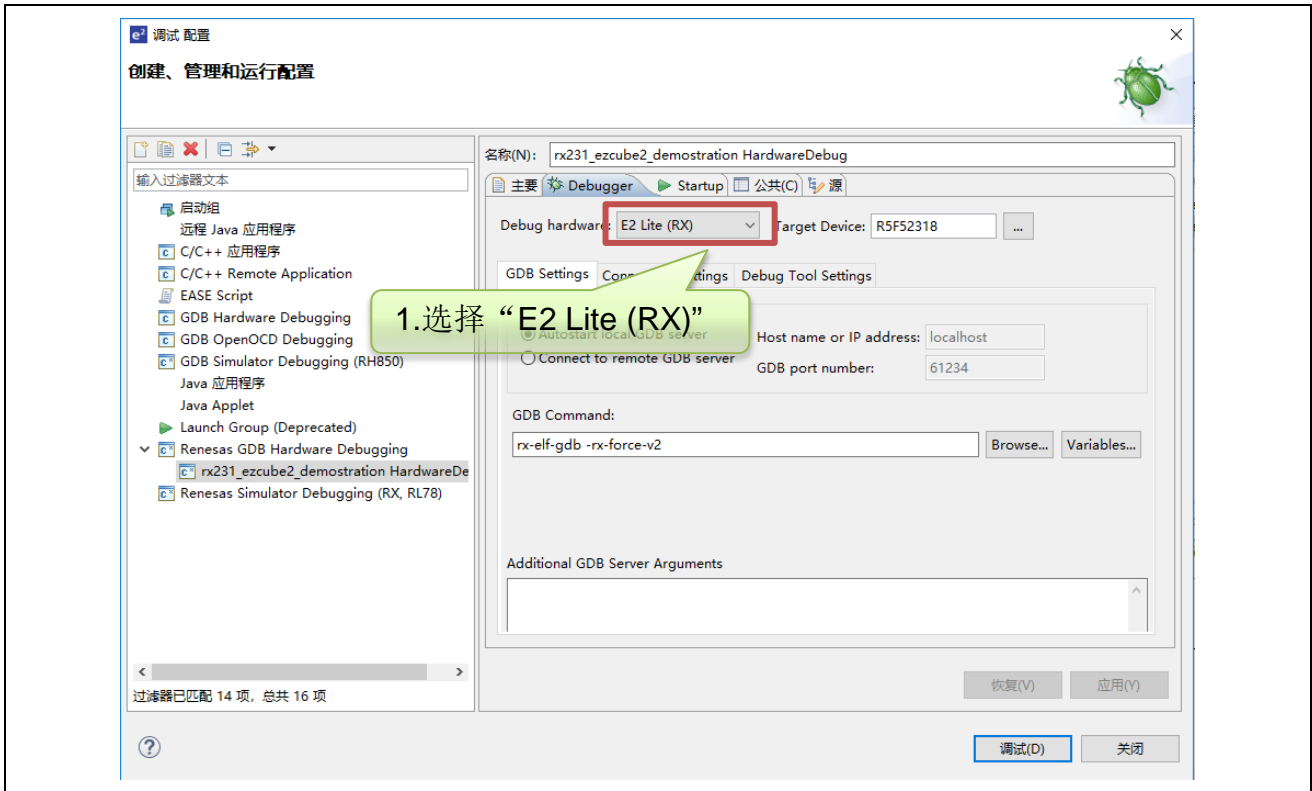 e² 调试 配置
创建、管理和运行配置
输入过滤器文本
启动组
远程 Java 应用程序
C/C++ 应用程序
C/C++ Remote Application
EASE Script
GDB Hardware Debugging
GDB OpenOCD Debugging
GDB Simulator Debugging (RH850)
Java 应用程序
Java Applet
Launch Group (Deprecated)
Renesas GDB Hardware Debugging
rx231_ezcube2_demostration HardwareDe
Renesas Simulator Debugging (RX, RL78)
过滤器已匹配 14 项，总共 16 项
名称(N): rx231_ezcube2_demostration HardwareDebug
主要 Debugger Startup 公共(C) 源
Debug hardware: E2 Lite (RX) Target Device: R5F52318 ...
GDB Settings Debug Tool Settings
1.选择“E2 Lite (RX)”
Autostart local GDB server Host name or IP address: localhost
Connect to remote GDB server GDB port number: 61234
GDB Command:
rx-elf-gdb -rx-force-v2 Browse... Variables...
Additional GDB Server Arguments
恢复(V) 应用(Y)
调试(D) 关闭